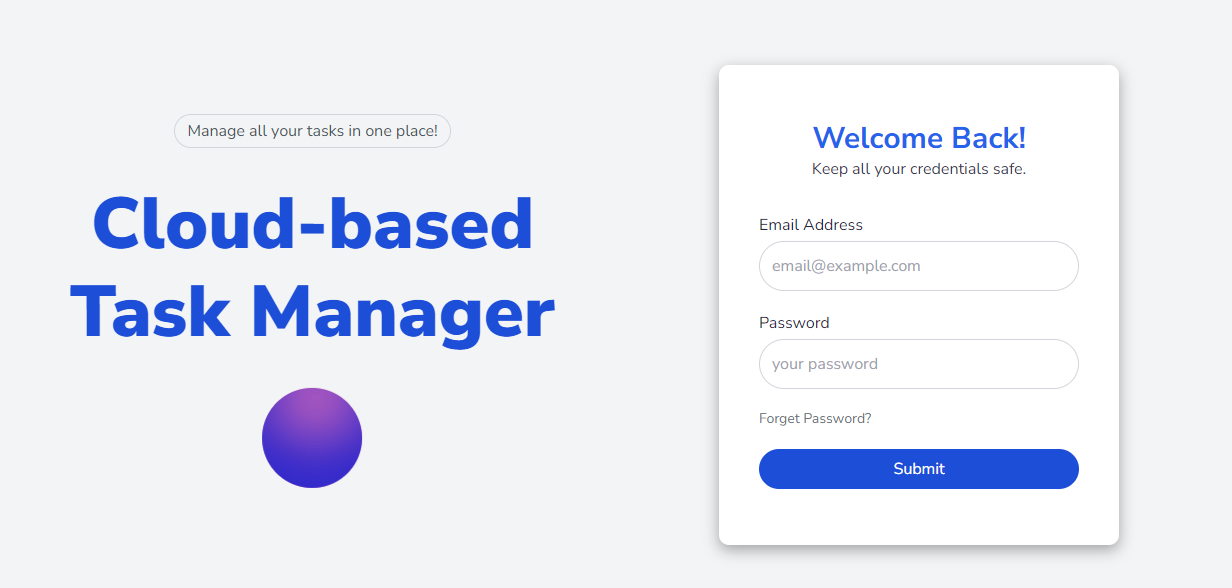 Manage all your tasks in one place!
Cloud-based
Task Manager
Welcome Back!
Keep all your credentials safe.
Email Address
email@example.com
Password
your password
Forget Password?
Submit